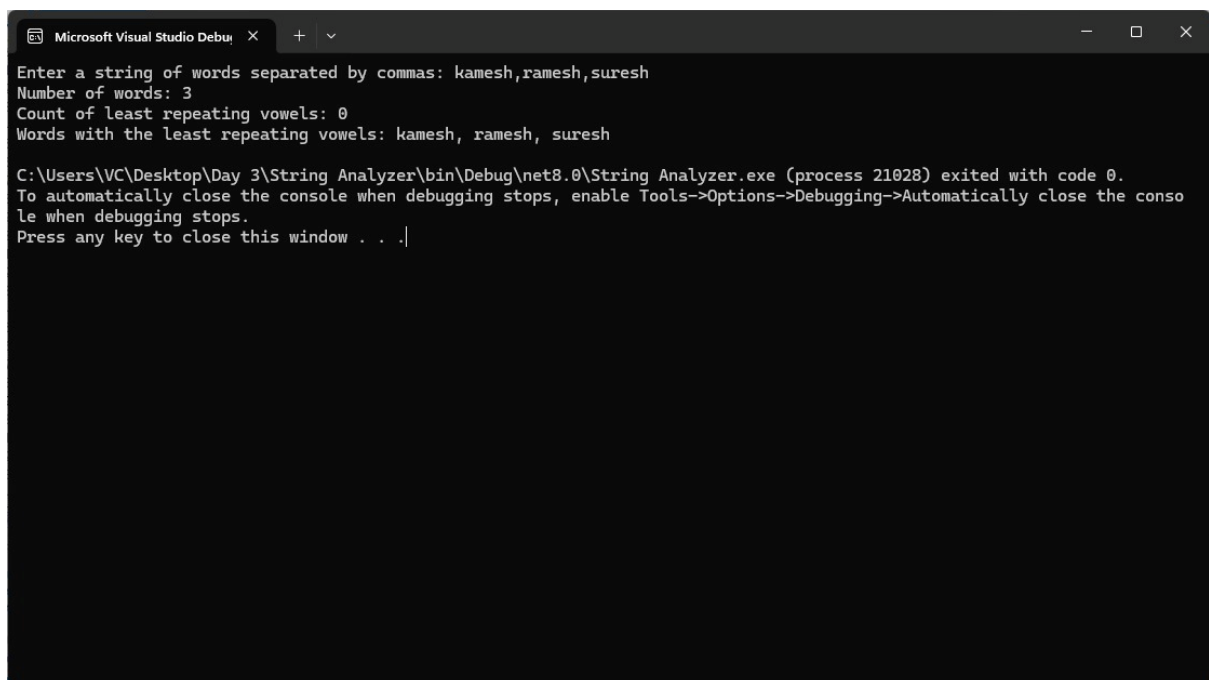 Microsoft Visual Studio Debu
Enter a string of words separated by commas: kamesh,ramesh,suresh
Number of words: 3
Count of least repeating vowels: 0
Words with the least repeating vowels: kamesh, ramesh, suresh
C:\Users\VC\Desktop\Day 3\String Analyzer\bin\Debug\net8.0\String Analyzer.exe (process 21028) exited with code 0.
To automatically close the console when debugging stops, enable Tools->Options->Debugging->Automatically close the conso
le when debugging stops.
Press any key to close this window . . .